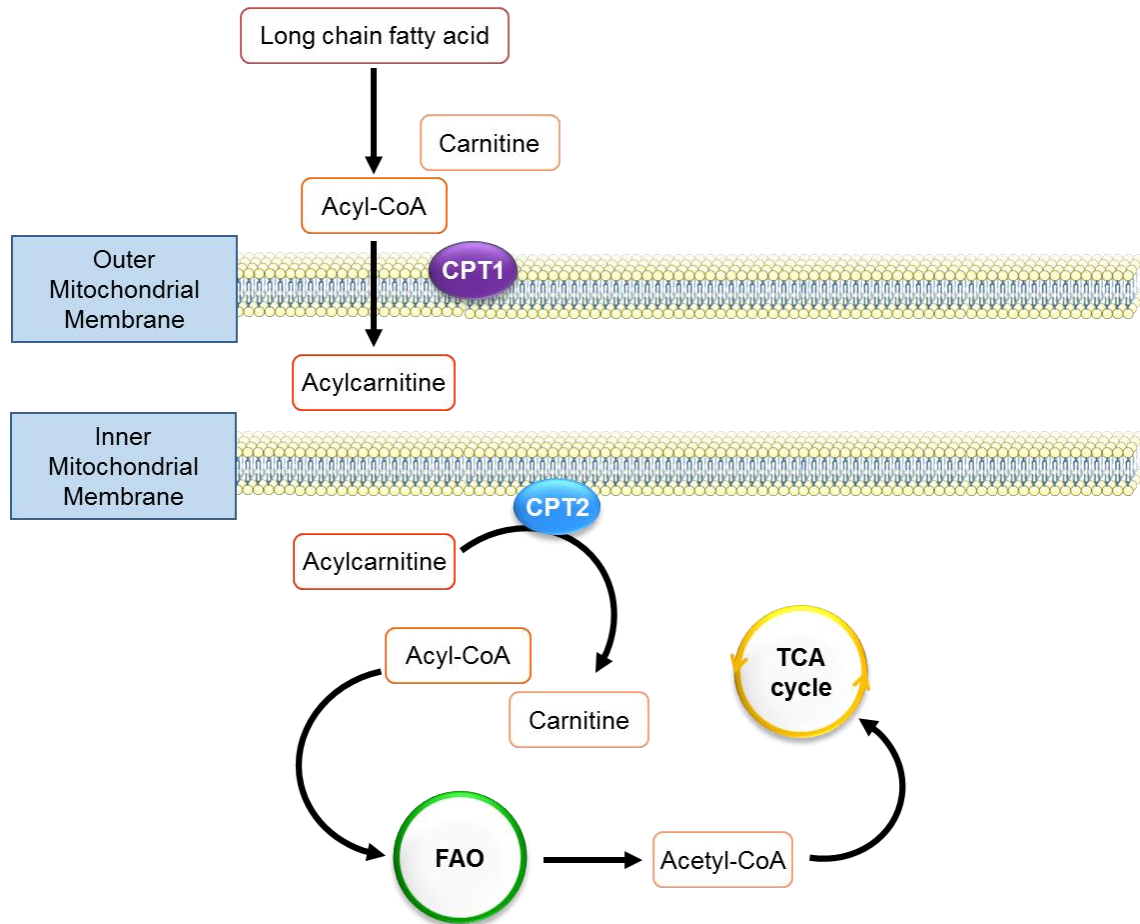 Long chain fatty acid
Carnitine
Acyl-CoA
Outer
Mitochondrial
Membrane
CPT1
Acylcarnitine
Inner
Mitochondrial
Membrane
CPT2
Acylcarnitine
Acyl-CoA
Carnitine
TCA
cycle
FAO
Acetyl-CoA